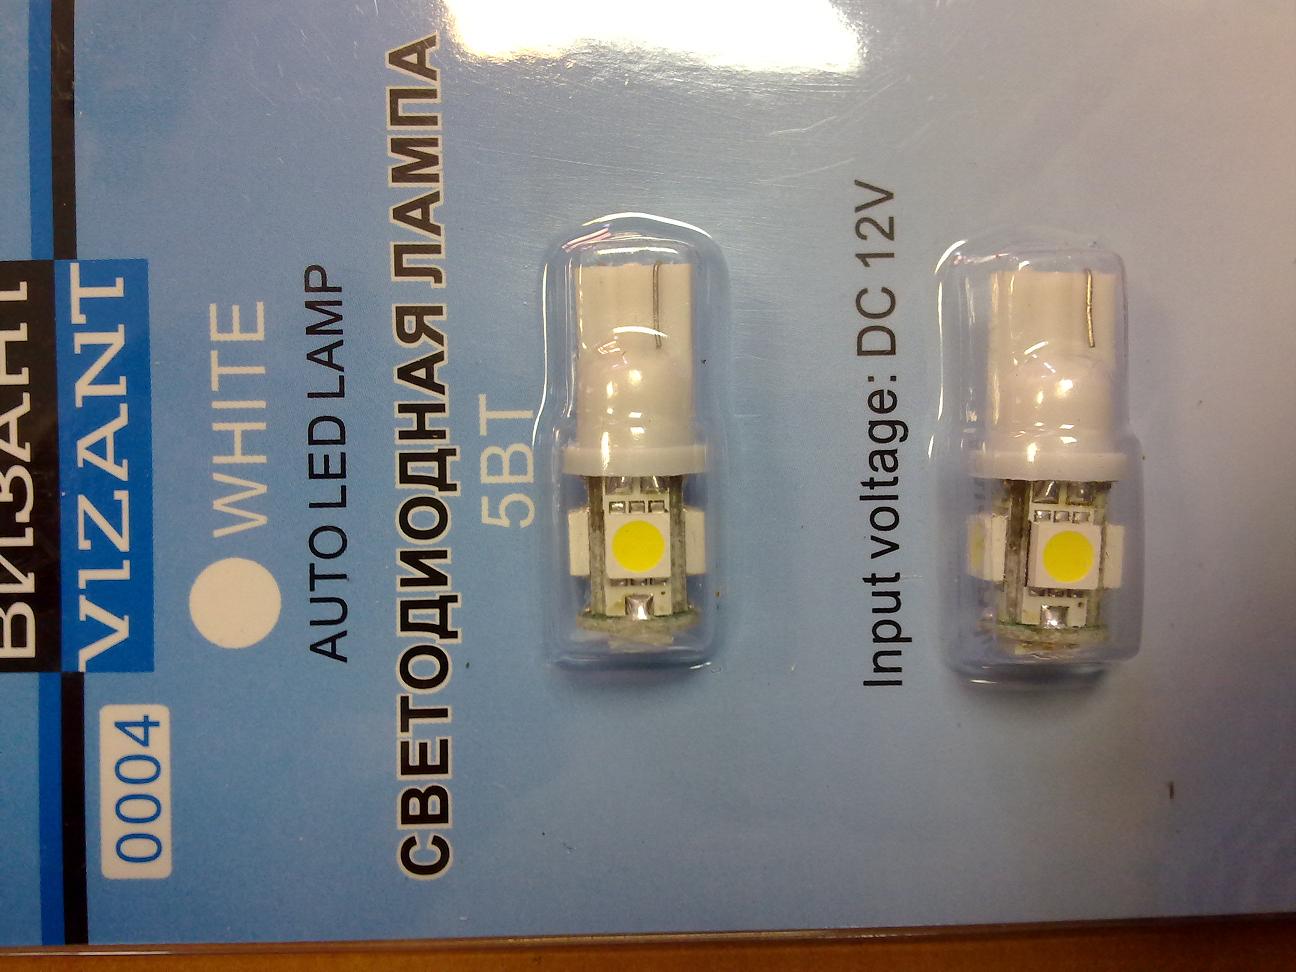 ВИЗАНТ
VIZANT
0004
WHITE
AUTO LED LAMP
СВЕТОДИОДНАЯ ЛАМПА
5ВТ
Input voltage: DC 12V